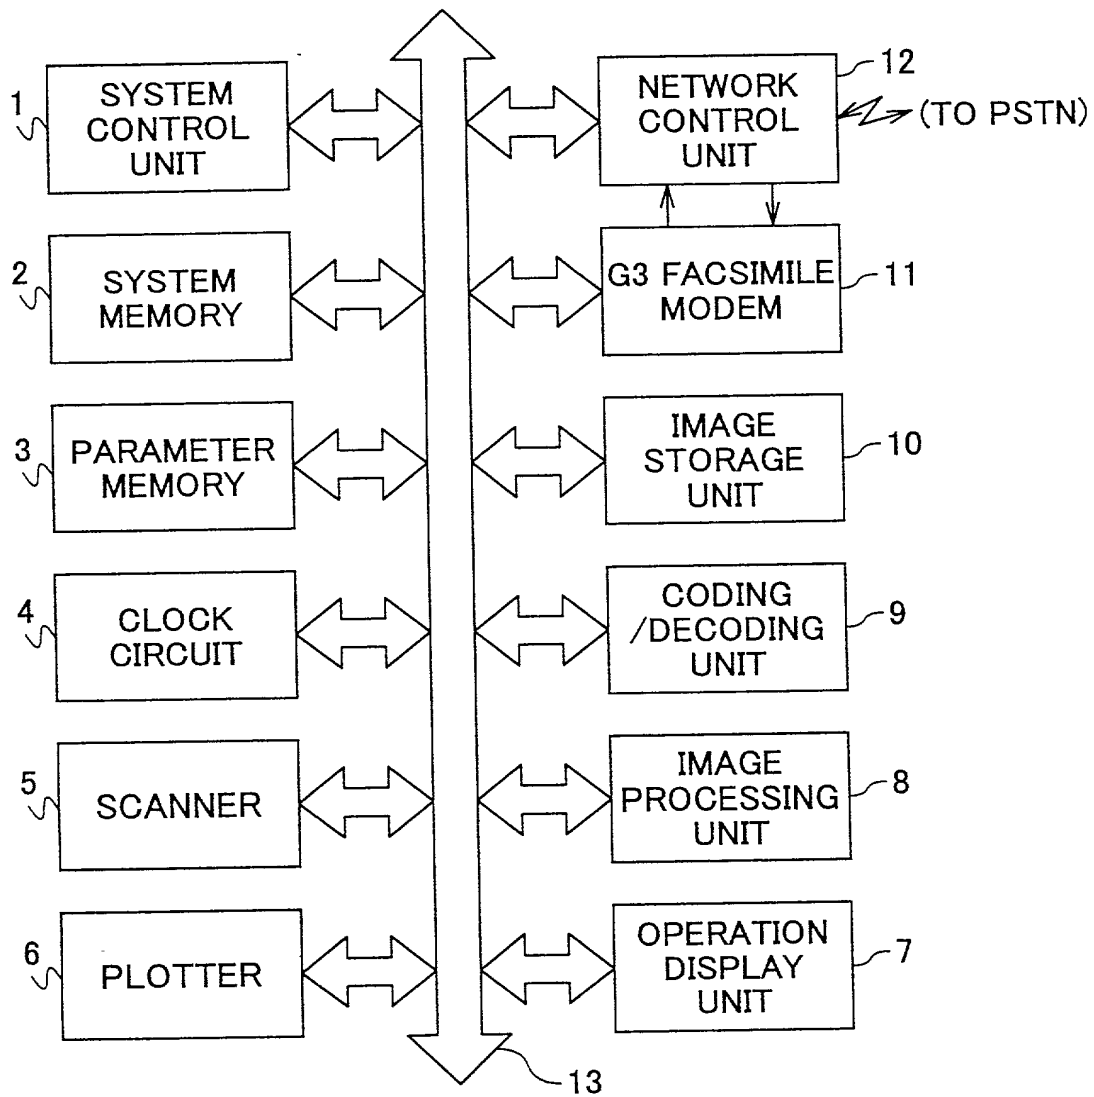 1
SYSTEM
CONTROL
UNIT
2
SYSTEM
MEMORY
3
PARAMETER
MEMORY
4
CLOCK
CIRCUIT
5
SCANNER
6
PLOTTER
12
NETWORK
CONTROL
UNIT
(TO PSTN)
G3 FACSIMILE
MODEM
11
IMAGE
STORAGE
UNIT
10
CODING
/DECODING
UNIT
9
IMAGE
PROCESSING
UNIT
8
OPERATION
DISPLAY
UNIT
7
13